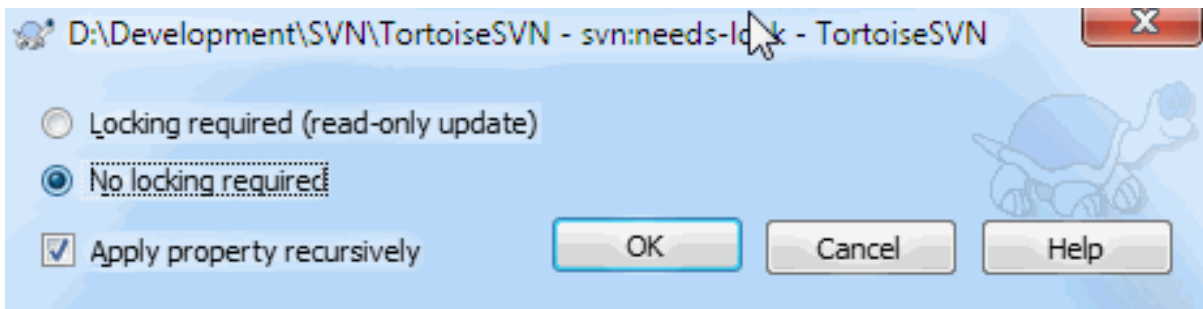 D:\Development\SVN\TortoiseSVN - svn:needs-lock - TortoiseSVN
Locking required (read-only update)
No locking required
Apply property recursively
OK
Cancel
Help